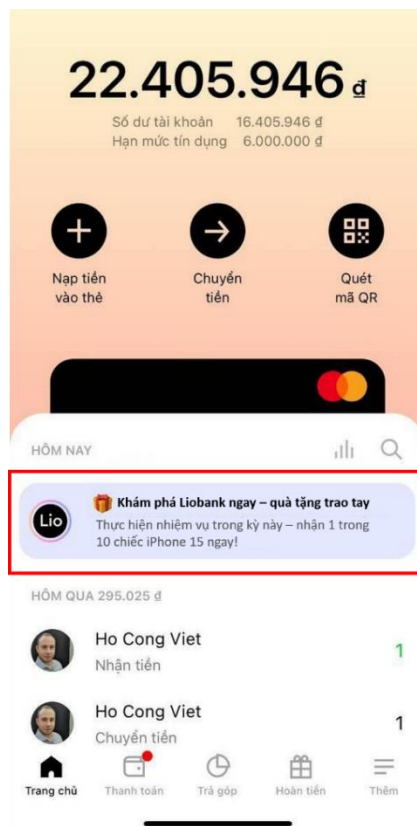 22.405.946 ₫
Số dư tài khoản 16.405.946 ₫
Hạn mức tín dụng 6.000.000 ₫
Nạp tiền
vào thẻ
Chuyển
tiền
Quét
mã QR
HÔM NAY
Lio
🎁 Khám phá Liobank ngay – quà tặng trao tay
Thực hiện nhiệm vụ trong kỳ này – nhận 1 trong
10 chiếc iPhone 15 ngay!
HÔM QUA 295.025 ₫
Ho Cong Viet
1
Nhận tiền
Ho Cong Viet
1
Chuyển tiền
Trang chủ Thanh toán Trả góp Hoàn tiền Thêm